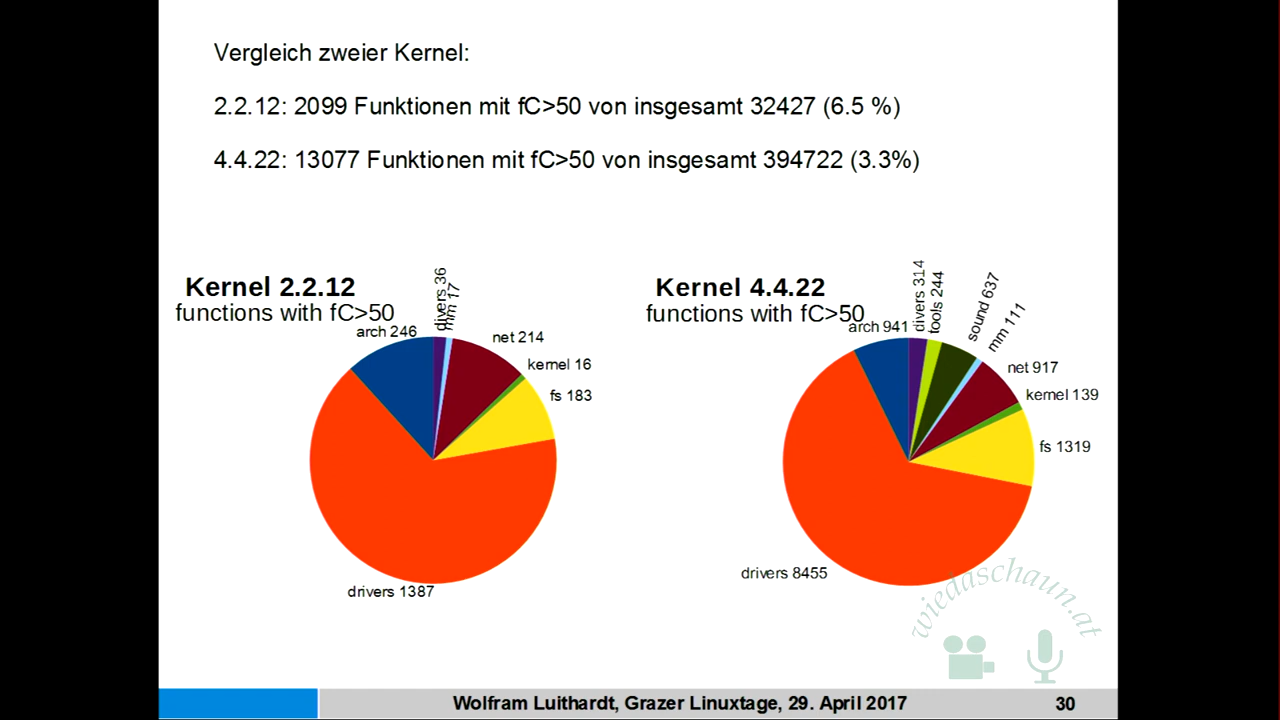 Vergleich zweier Kernel:
2.2.12: 2099 Funktionen mit fC>50 von insgesamt 32427 (6.5 %)
4.4.22: 13077 Funktionen mit fC>50 von insgesamt 394722 (3.3%)
Kernel 2.2.12
functions with fC>50
arch 246
divers 36
mm 17
net 214
kernel 16
fs 183
drivers 1387
Kernel 4.4.22
functions with fC>50
arch 941
divers 314
tools 244
sound 637
mm 111
net 917
kernel 139
fs 1319
drivers 8455
wiedaschaun.at
Wolfram Luithardt, Grazer Linuxtage, 29. April 2017
30